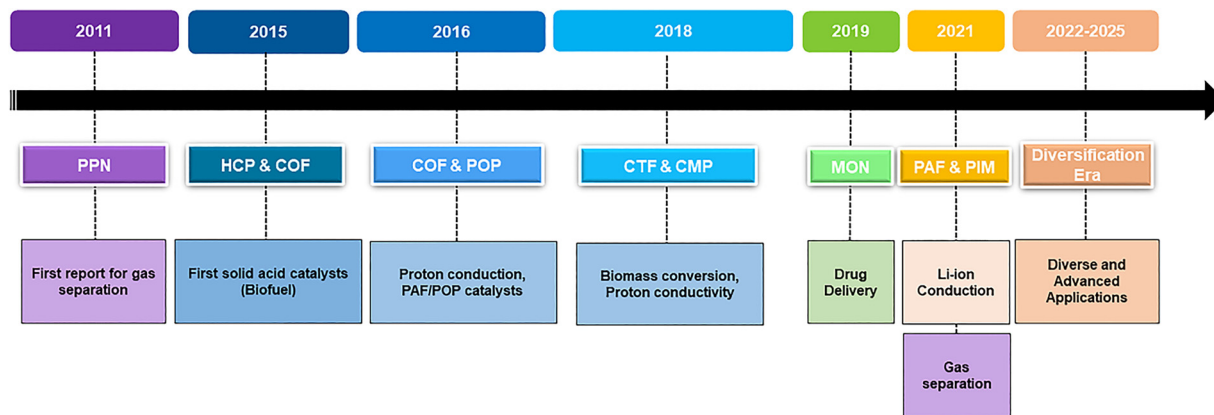 2011
2015
2016
2018
2019
2021
2022-2025
PPN
HCP & COF
COF & POP
CTF & CMP
MON
PAF & PIM
Diversification
Era
First report for gas
separation
First solid acid catalysts
(Biofuel)
Proton conduction,
PAF/POP catalysts
Biomass conversion,
Proton conductivity
Drug
Delivery
Li-ion
Conduction
Diverse and
Advanced
Applications
Gas
separation